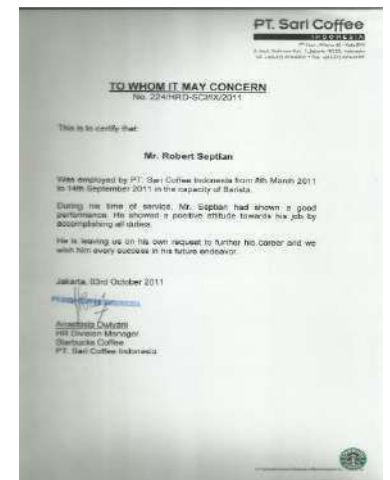 PT. Sari Coffee
INDONESIA
TO WHOM IT MAY CONCERN
No. 224/HRD-SCI/IX/2011
This is to certify that:
Mr. Robert Septian
Was employed by PT. Sari Coffee Indonesia from 8th March 2011
to 14th September 2011 in the capacity of Barista.
During his time of service, Mr. Septian had shown a good
performance. He showed a positive attitude towards his job by
accomplishing all duties.
He is leaving us on his own request to further his career and we
wish him every success in his future endeavor.
Jakarta, 03rd October 2011
Anastasia Dwiyani
HR Division Manager
Starbucks Coffee
PT. Sari Coffee Indonesia